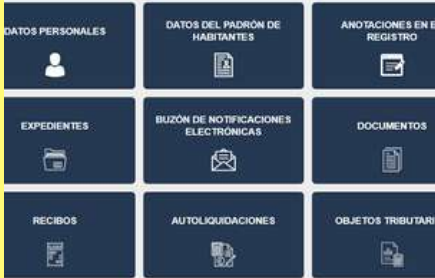 DATOS PERSONALES
DATOS DEL PADRÓN DE
HABITANTES
ANOTACIONES EN E
REGISTRO
EXPEDIENTES
BUZÓN DE NOTIFICACIONES
ELECTRÓNICAS
DOCUMENTOS
RECIBOS
AUTOLIQUIDACIONES
OBJETOS TRIBUTARI